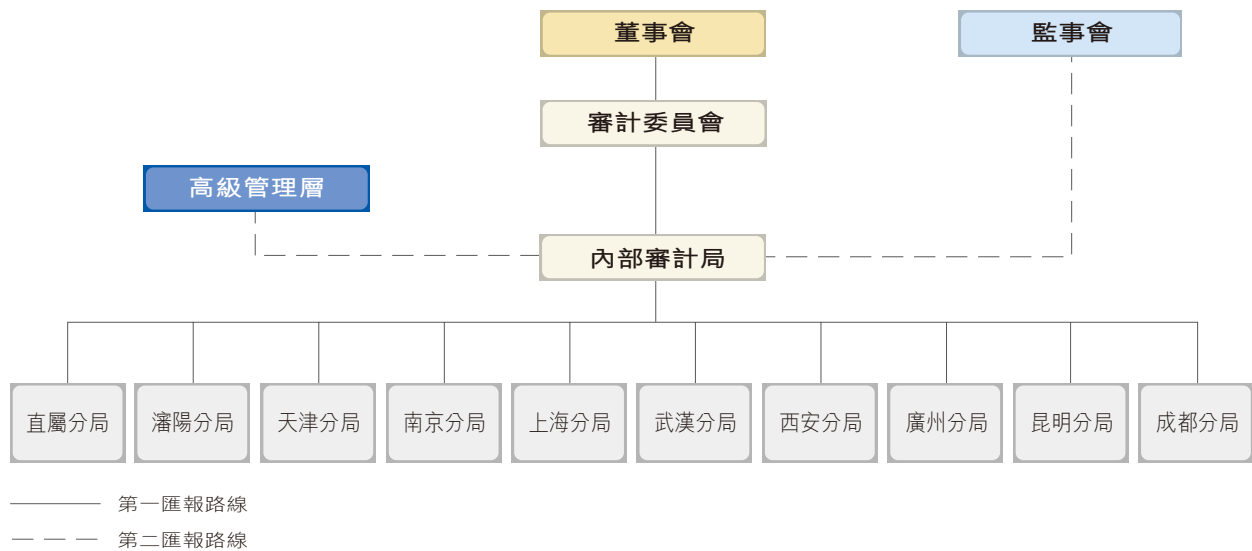 董事會
監事會
審計委員會
高級管理層
內部審計局
直屬分局
瀋陽分局
天津分局
南京分局
上海分局
武漢分局
西安分局
廣州分局
昆明分局
成都分局
第一匯報路線
第二匯報路線